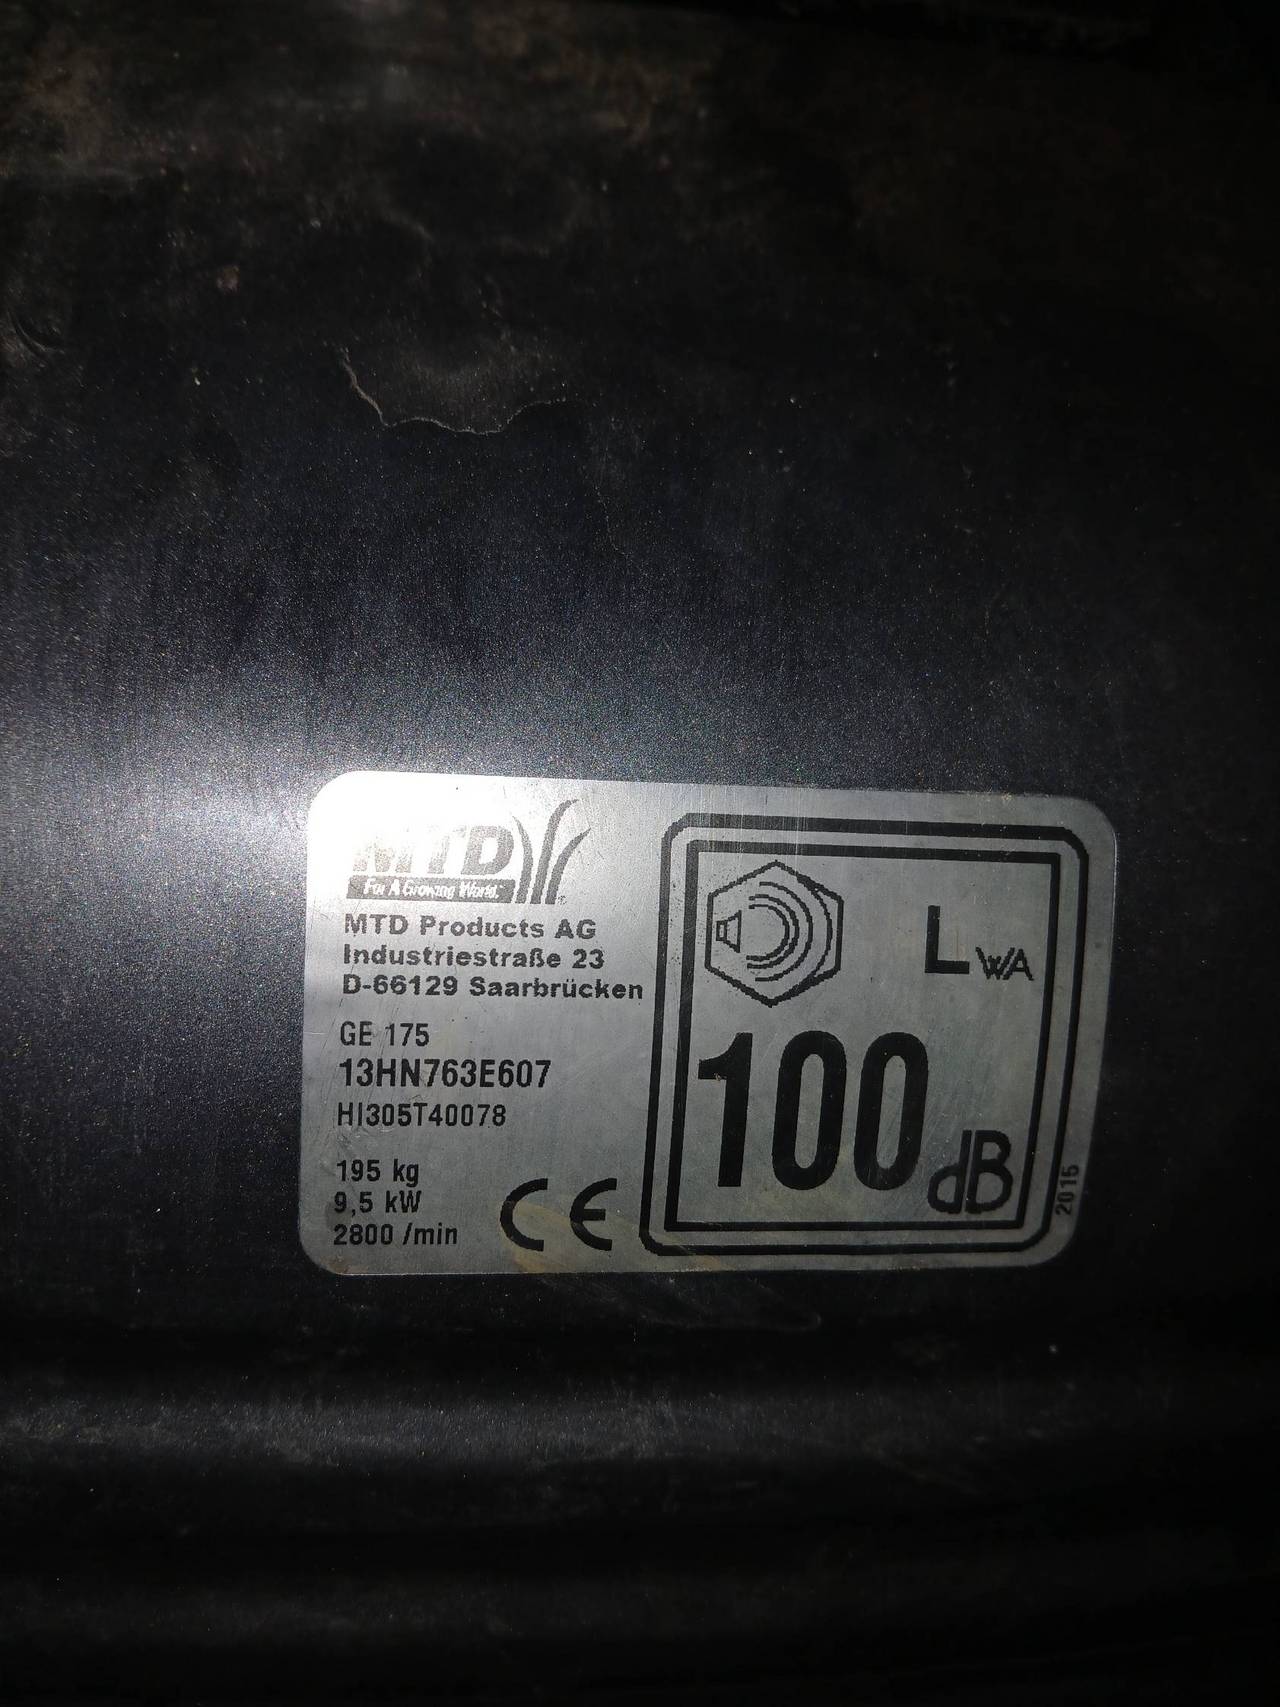 MTD
For A Growing World.
MTD Products AG
Industriestraße 23
D-66129 Saarbrücken
GE 175
13HN763E607
HI305T40078
195 kg
9,5 kW
2800 /min
CE
LWA
100 dB
2015